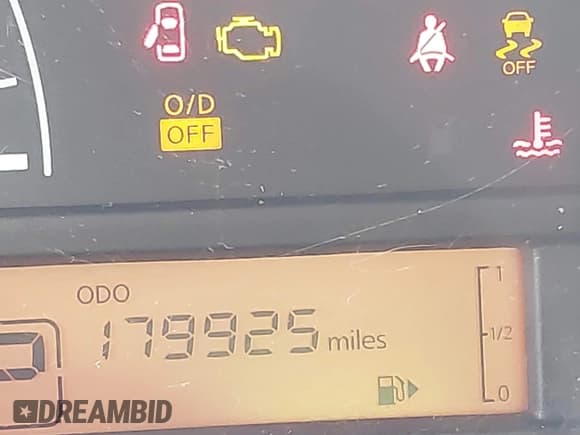 OFF
O/D
OFF
ODO
179925 miles
1
1/2
0
DREAMBID